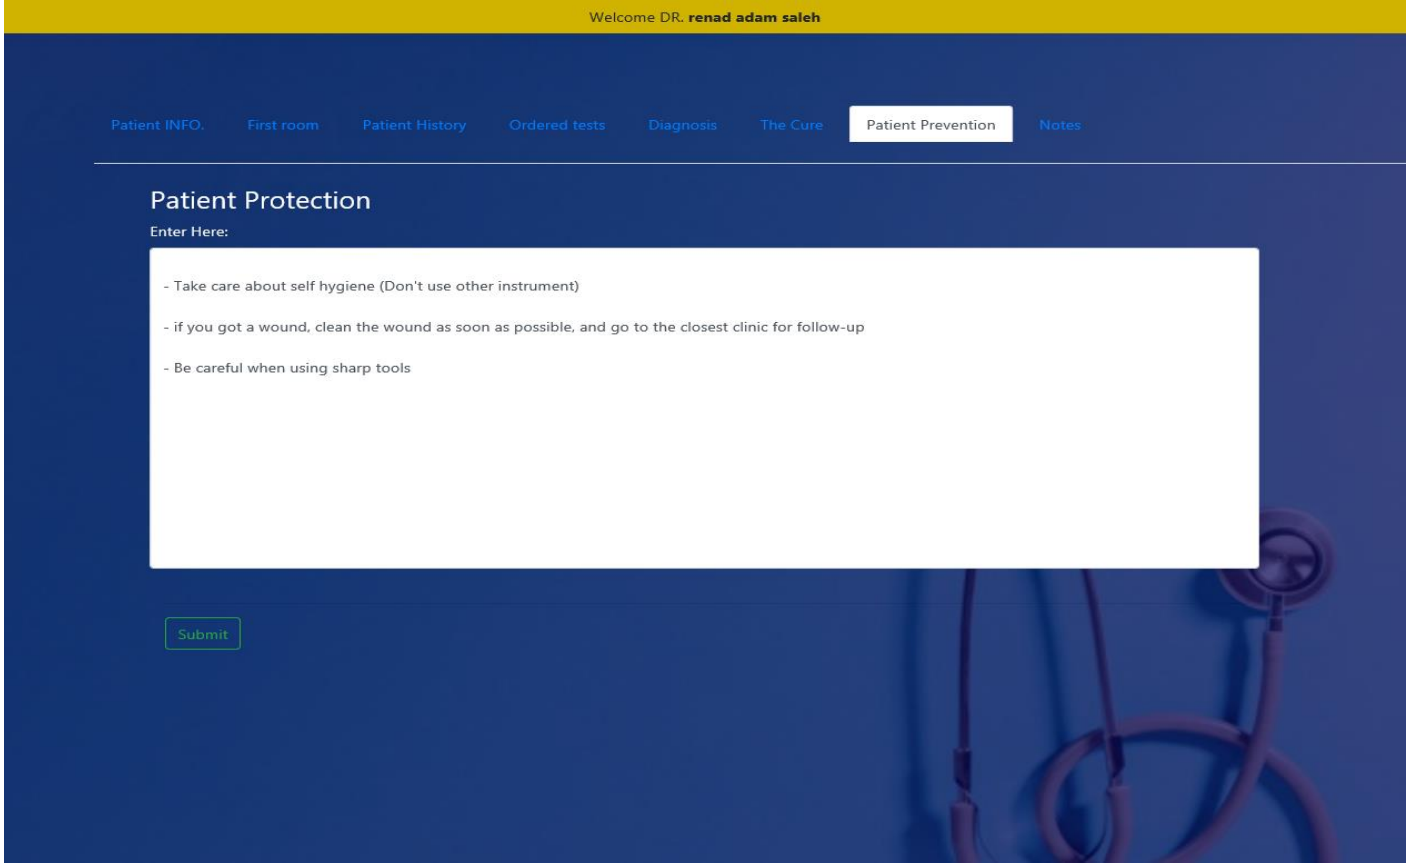 Welcome DR. renad adam saleh
Patient INFO. First room Patient History Ordered tests Diagnosis The Cure Patient Prevention Notes
Patient Protection
Enter Here:
- Take care about self hygiene (Don't use other instrument)
- if you got a wound, clean the wound as soon as possible, and go to the closest clinic for follow-up
- Be careful when using sharp tools
Submit